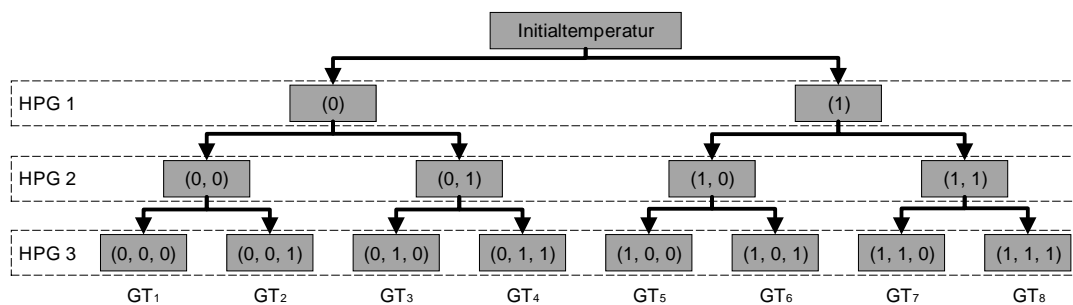 Initialtemperatur
HPG 1 (0) (1)
HPG 2 (0, 0) (0, 1) (1, 0) (1, 1)
HPG 3 (0, 0, 0) (0, 0, 1) (0, 1, 0) (0, 1, 1) (1, 0, 0) (1, 0, 1) (1, 1, 0) (1, 1, 1)
GT₁ GT₂ GT₃ GT₄ GT₅ GT₆ GT₇ GT₈